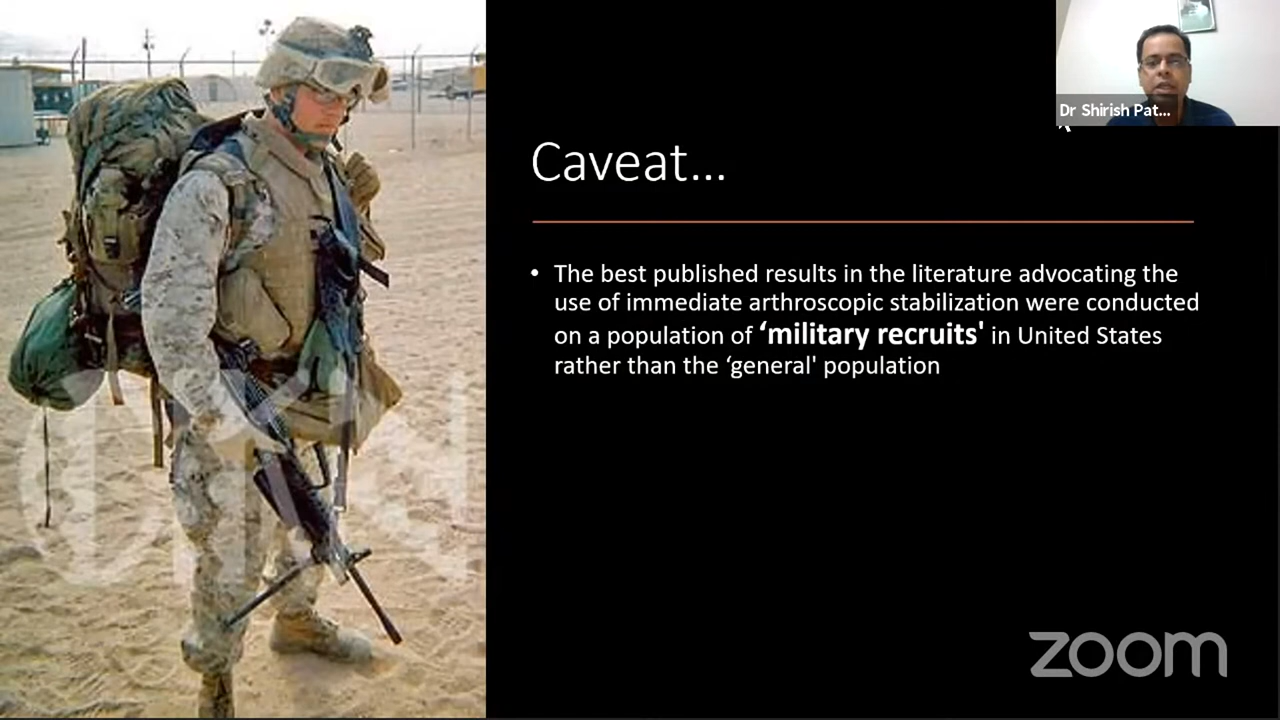 Dr Shirish Pat...
Caveat...
• The best published results in the literature advocating the
use of immediate arthroscopic stabilization were conducted
on a population of ‘military recruits' in United States
rather than the ‘general' population
zoom